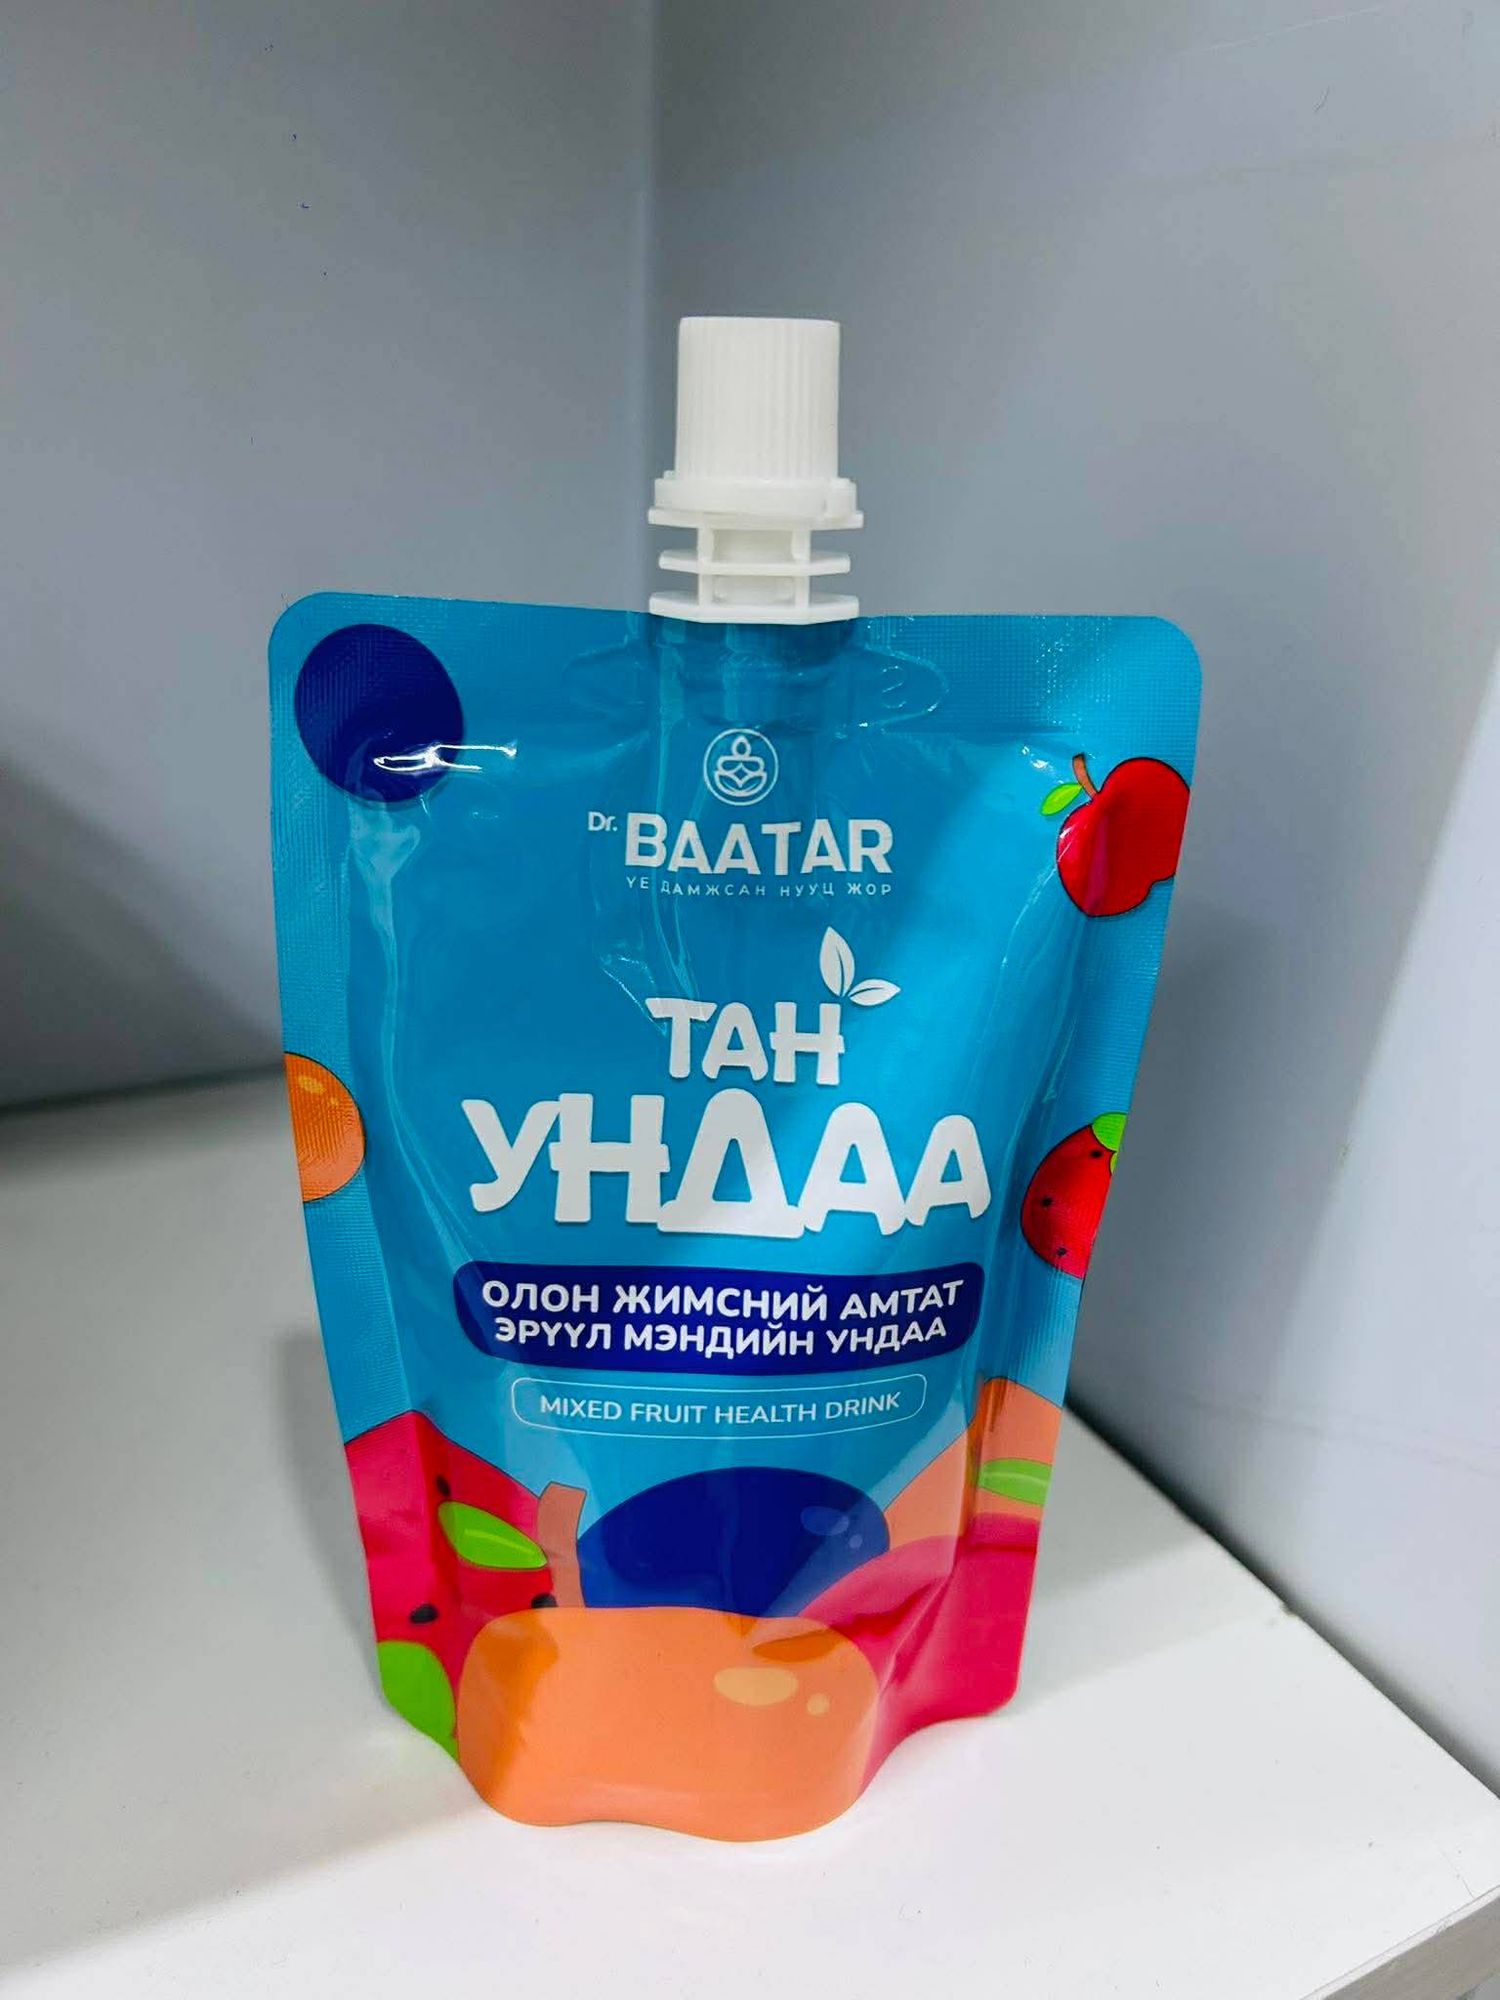 Dr. BAATAR
ҮЕ ДАМЖСАН НУУЦ ЖОР
ТАН
УНДАА
ОЛОН ЖИМСНИЙ АМТАТ
ЭРҮҮЛ МЭНДИЙН УНДАА
MIXED FRUIT HEALTH DRINK